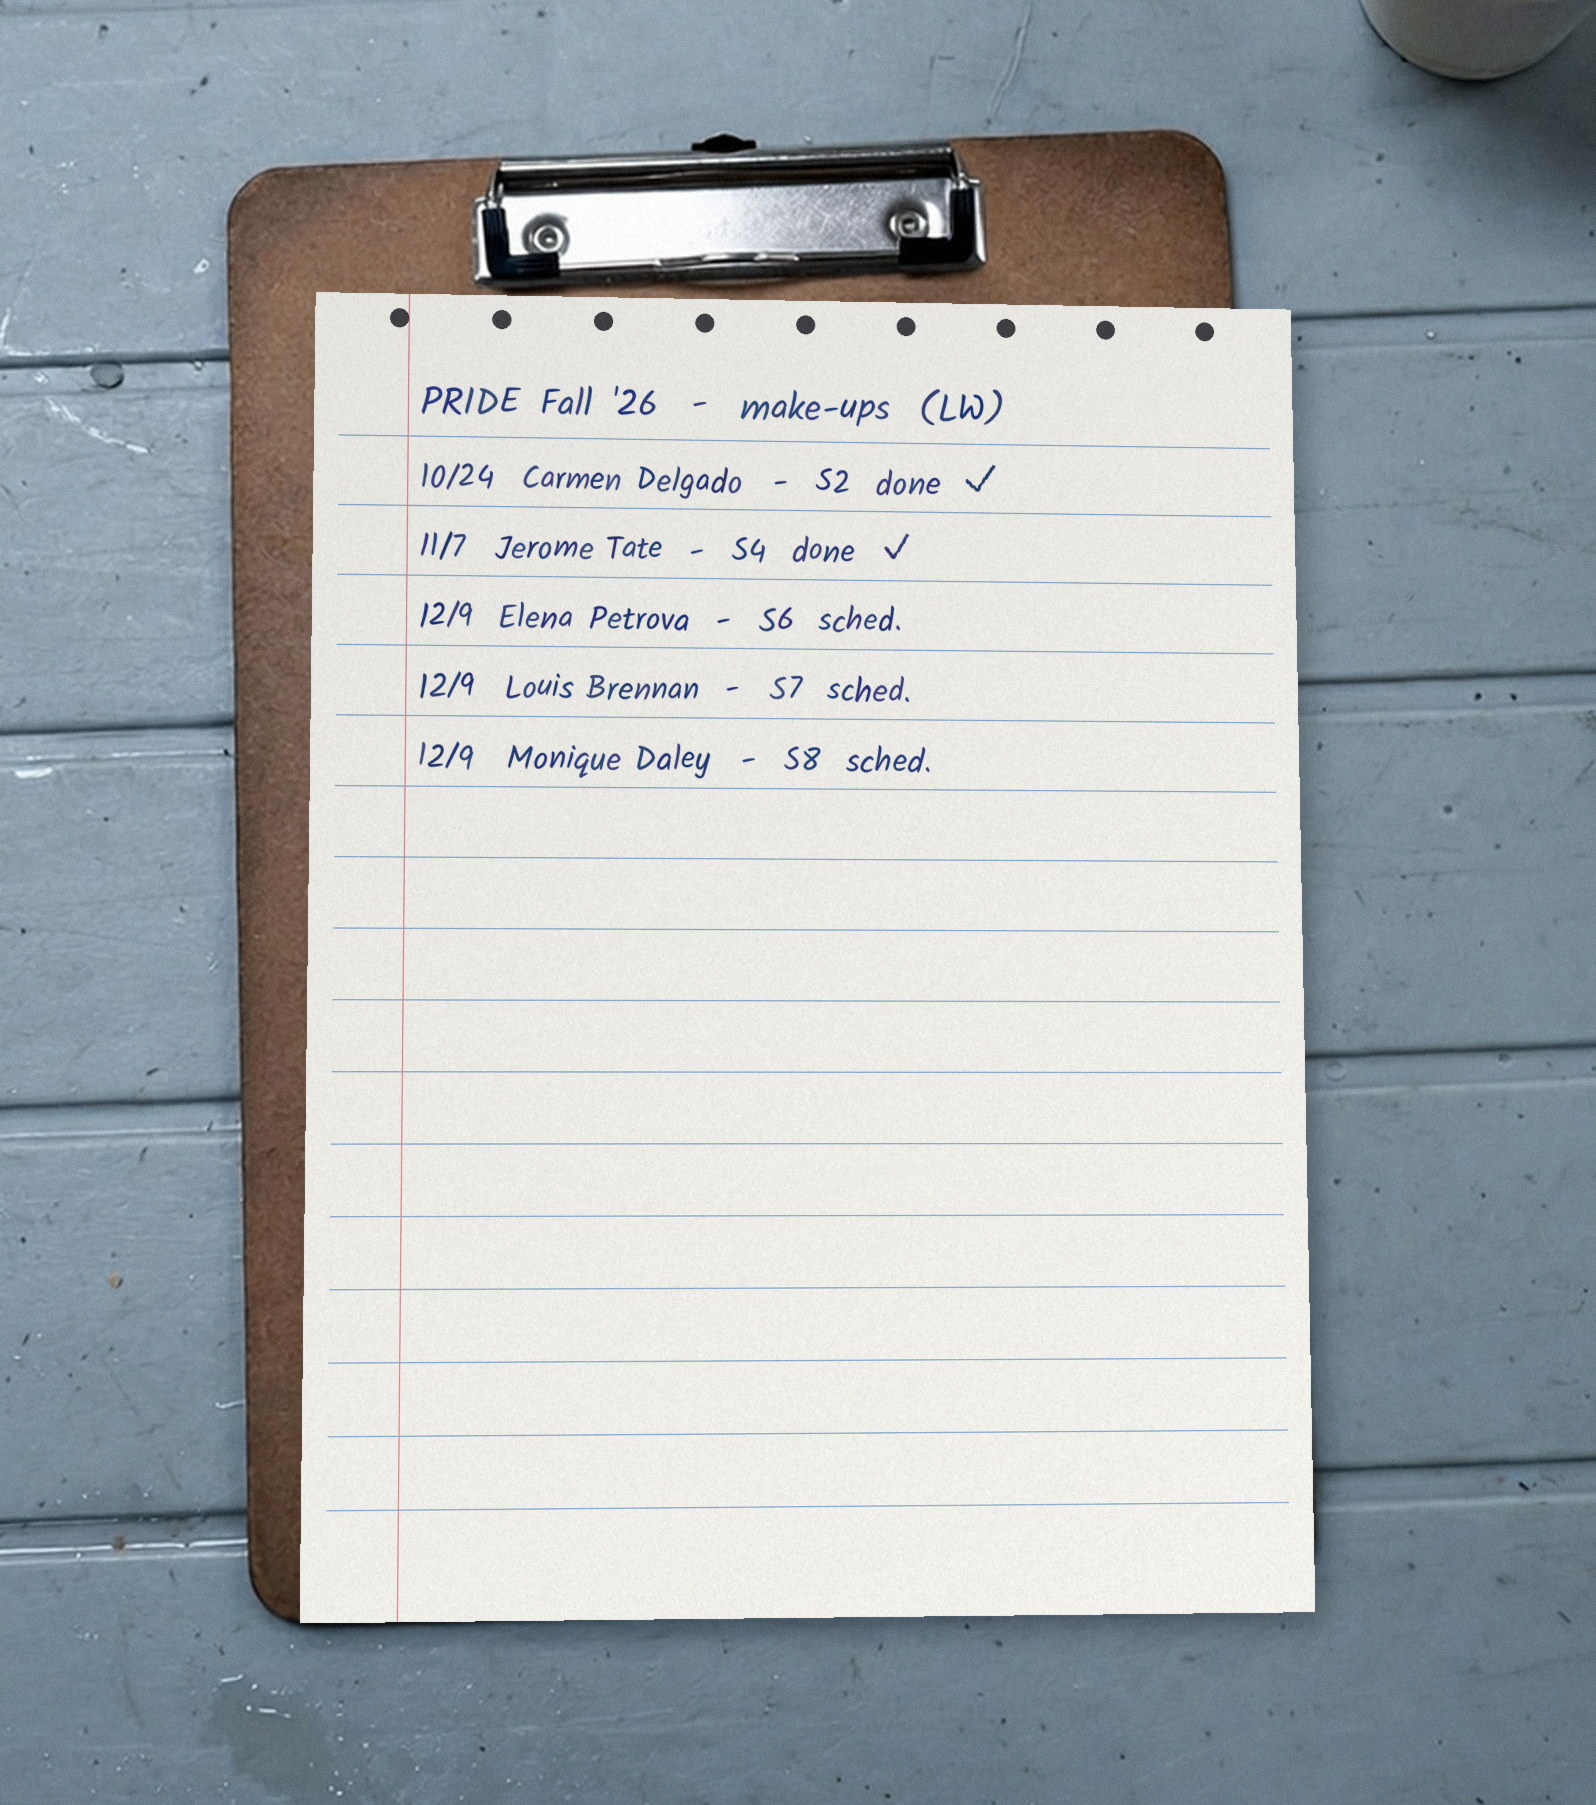 PRIDE Fall '26 - make-ups (LW)
10/24 Carmen Delgado - S2 done ✓
11/7 Jerome Tate - S4 done ✓
12/9 Elena Petrova - S6 sched.
12/9 Louis Brennan - S7 sched.
12/9 Monique Daley - S8 sched.